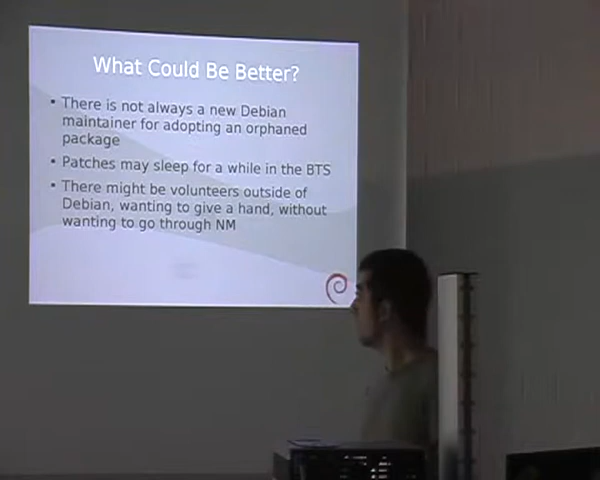 What Could Be Better?
• There is not always a new Debian
maintainer for adopting an orphaned
package
• Patches may sleep for a while in the BTS
• There might be volunteers outside of
Debian, wanting to give a hand, without
wanting to go through NM